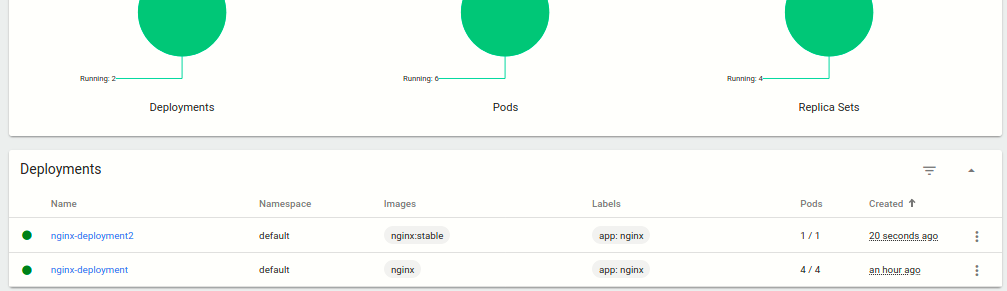 Running: 2 Running: 6 Running: 4
Deployments Pods Replica Sets
Deployments
Name Namespace Images Labels Pods Created
nginx-deployment2 default nginx:stable app: nginx 1 / 1 20 seconds ago
nginx-deployment default nginx app: nginx 4 / 4 an hour ago